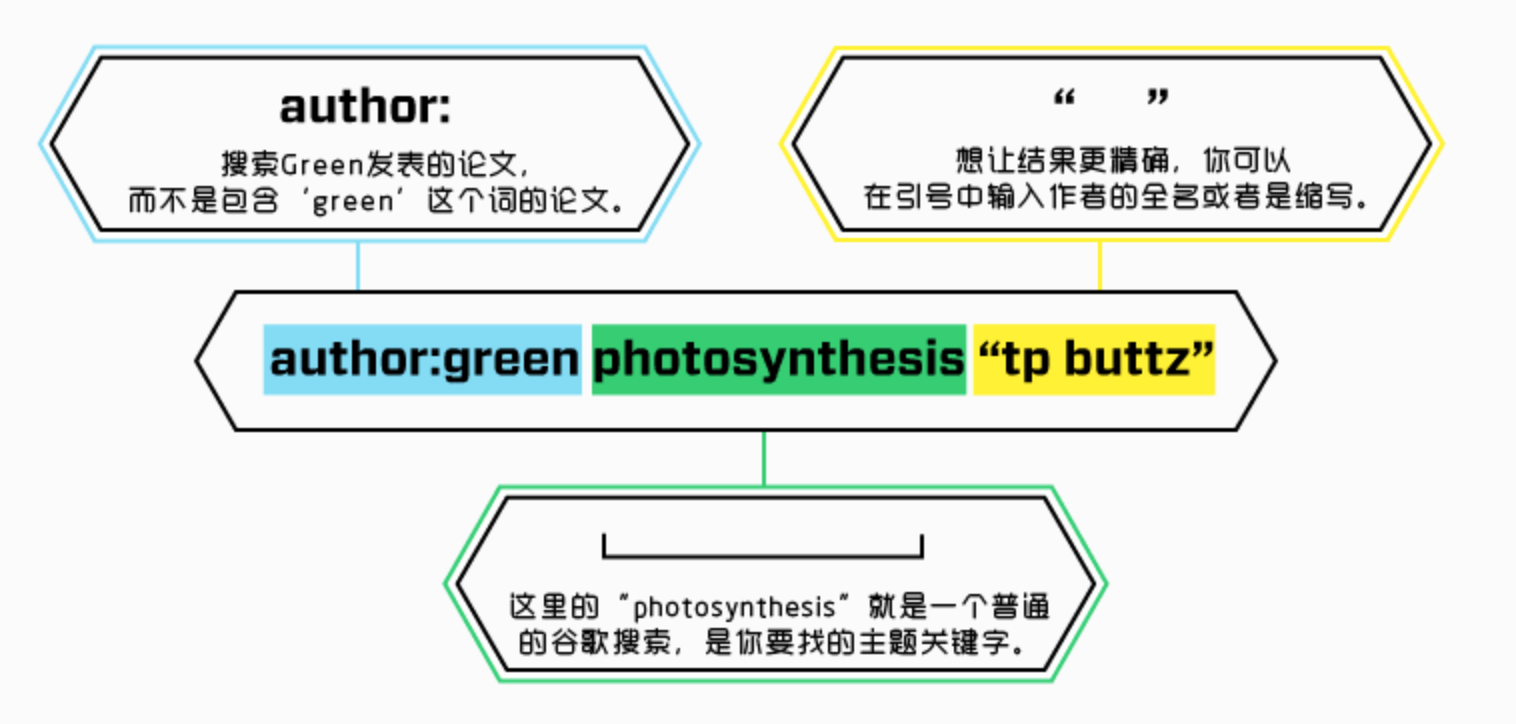 author:
搜索Green发表的论文，
而不是包含‘green’这个词的论文。
“ ”
想让结果更精确，你可以
在引号中输入作者的全名或者是缩写。
author:green photosynthesis “tp buttz”
这里的“photosynthesis”就是一个普通
的谷歌搜索，是你要找的主题关键字。